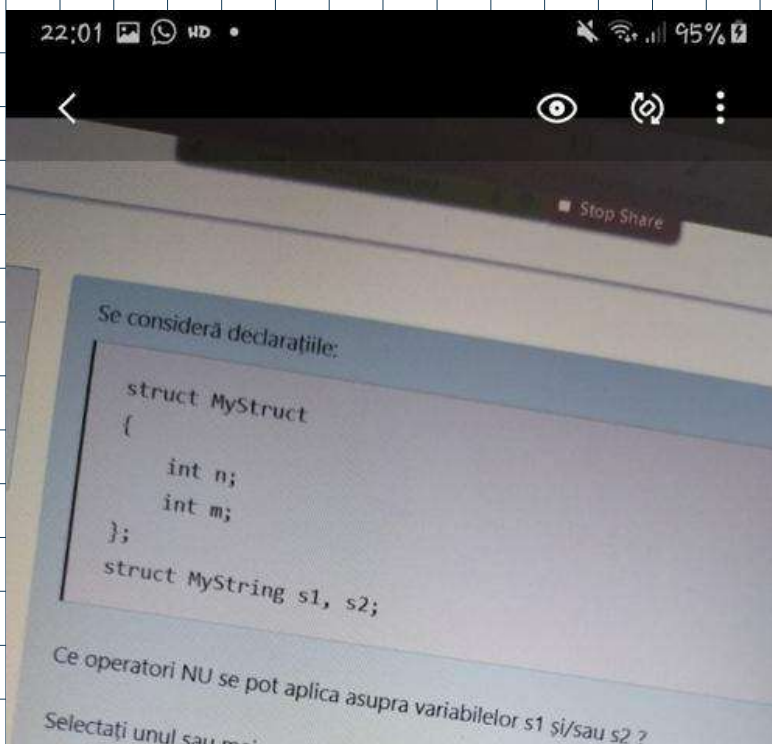 22:01 HD 95%
Stop Share
Se consideră declarațiile:
struct MyStruct
{
int n;
int m;
};
struct MyString s1, s2;
Ce operatori NU se pot aplica asupra variabilelor s1 și/sau s2 ?
Selectați unul sau